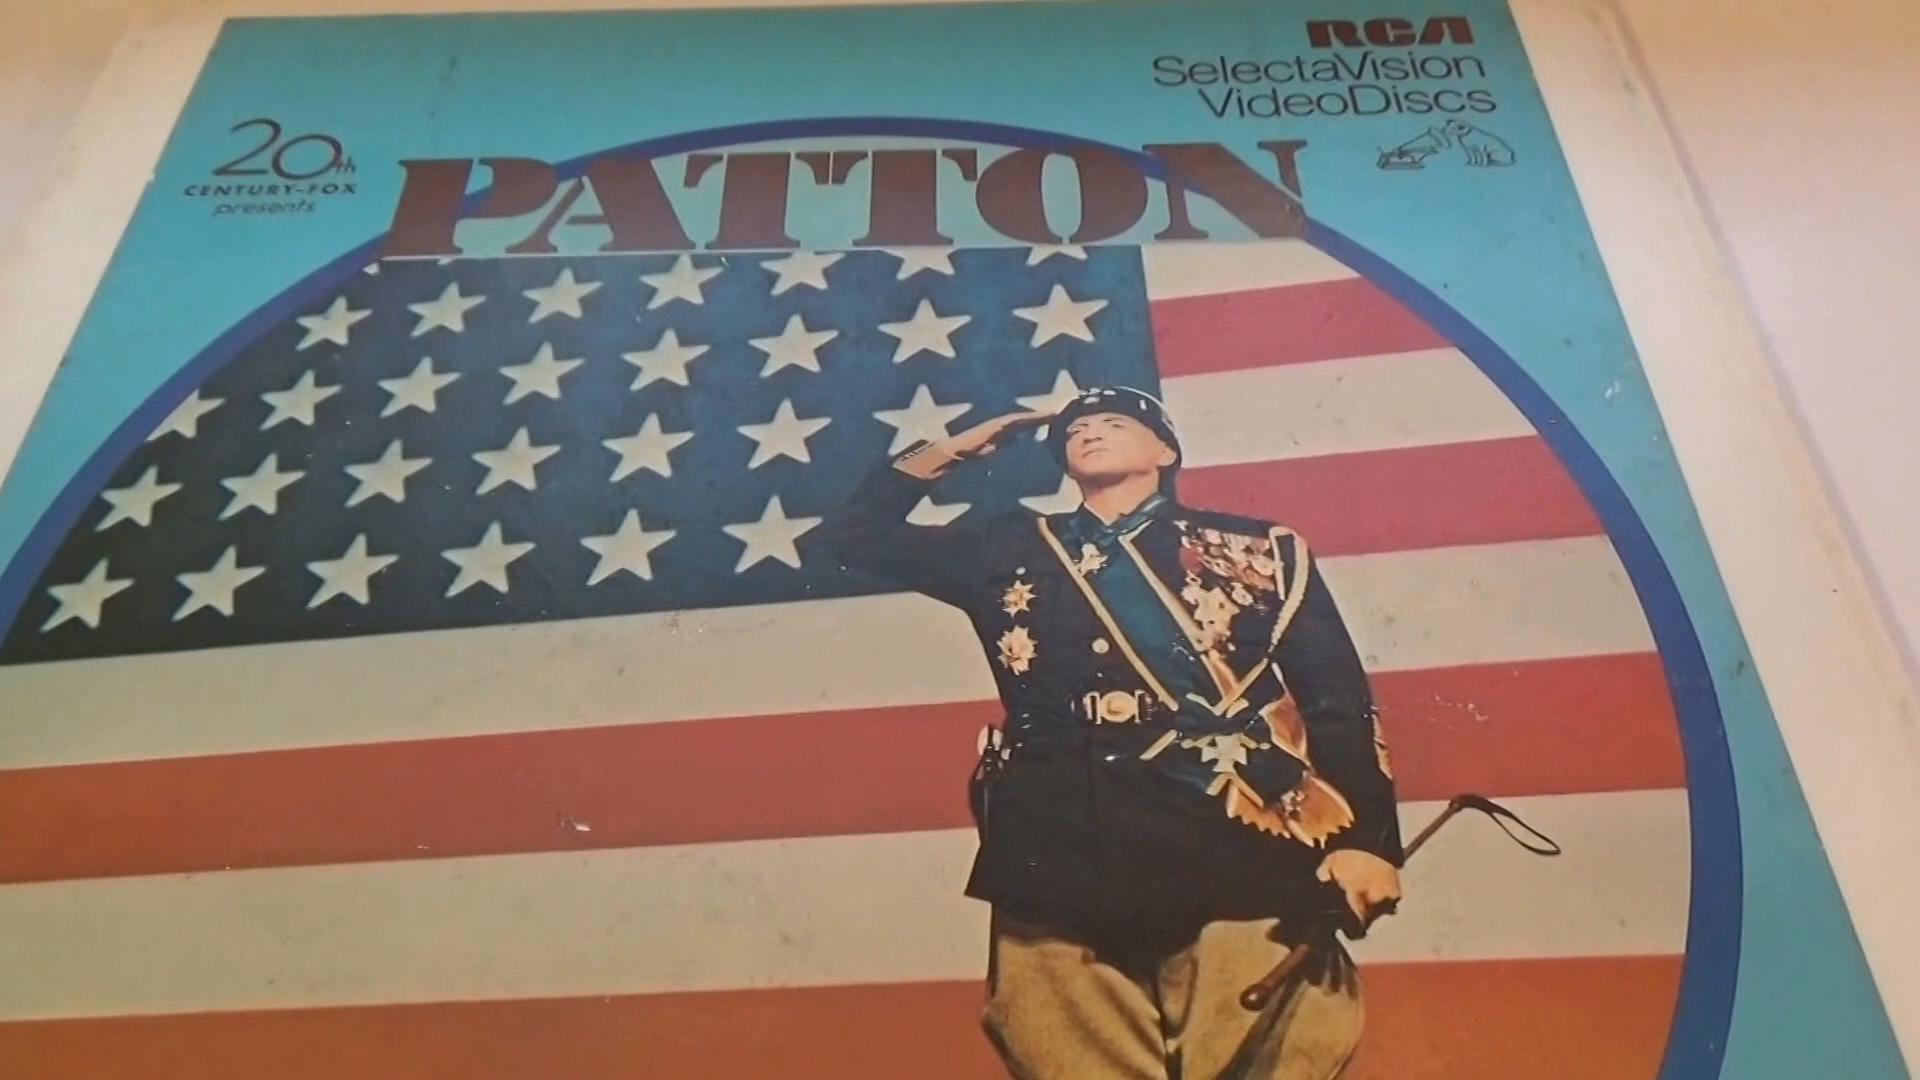 RCA
SelectaVision
VideoDiscs
20th
CENTURY-FOX
presents
PATTON